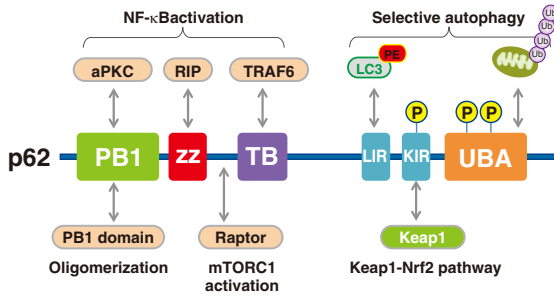 NF-κBactivation
Selective autophagy
aPKC
RIP
TRAF6
LC3
PE
Ub
Ub
Ub
Ub
P
P
P
p62
PB1
ZZ
TB
LIR
KIR
UBA
PB1 domain
Raptor
Keap1
Oligomerization
mTORC1
activation
Keap1-Nrf2 pathway